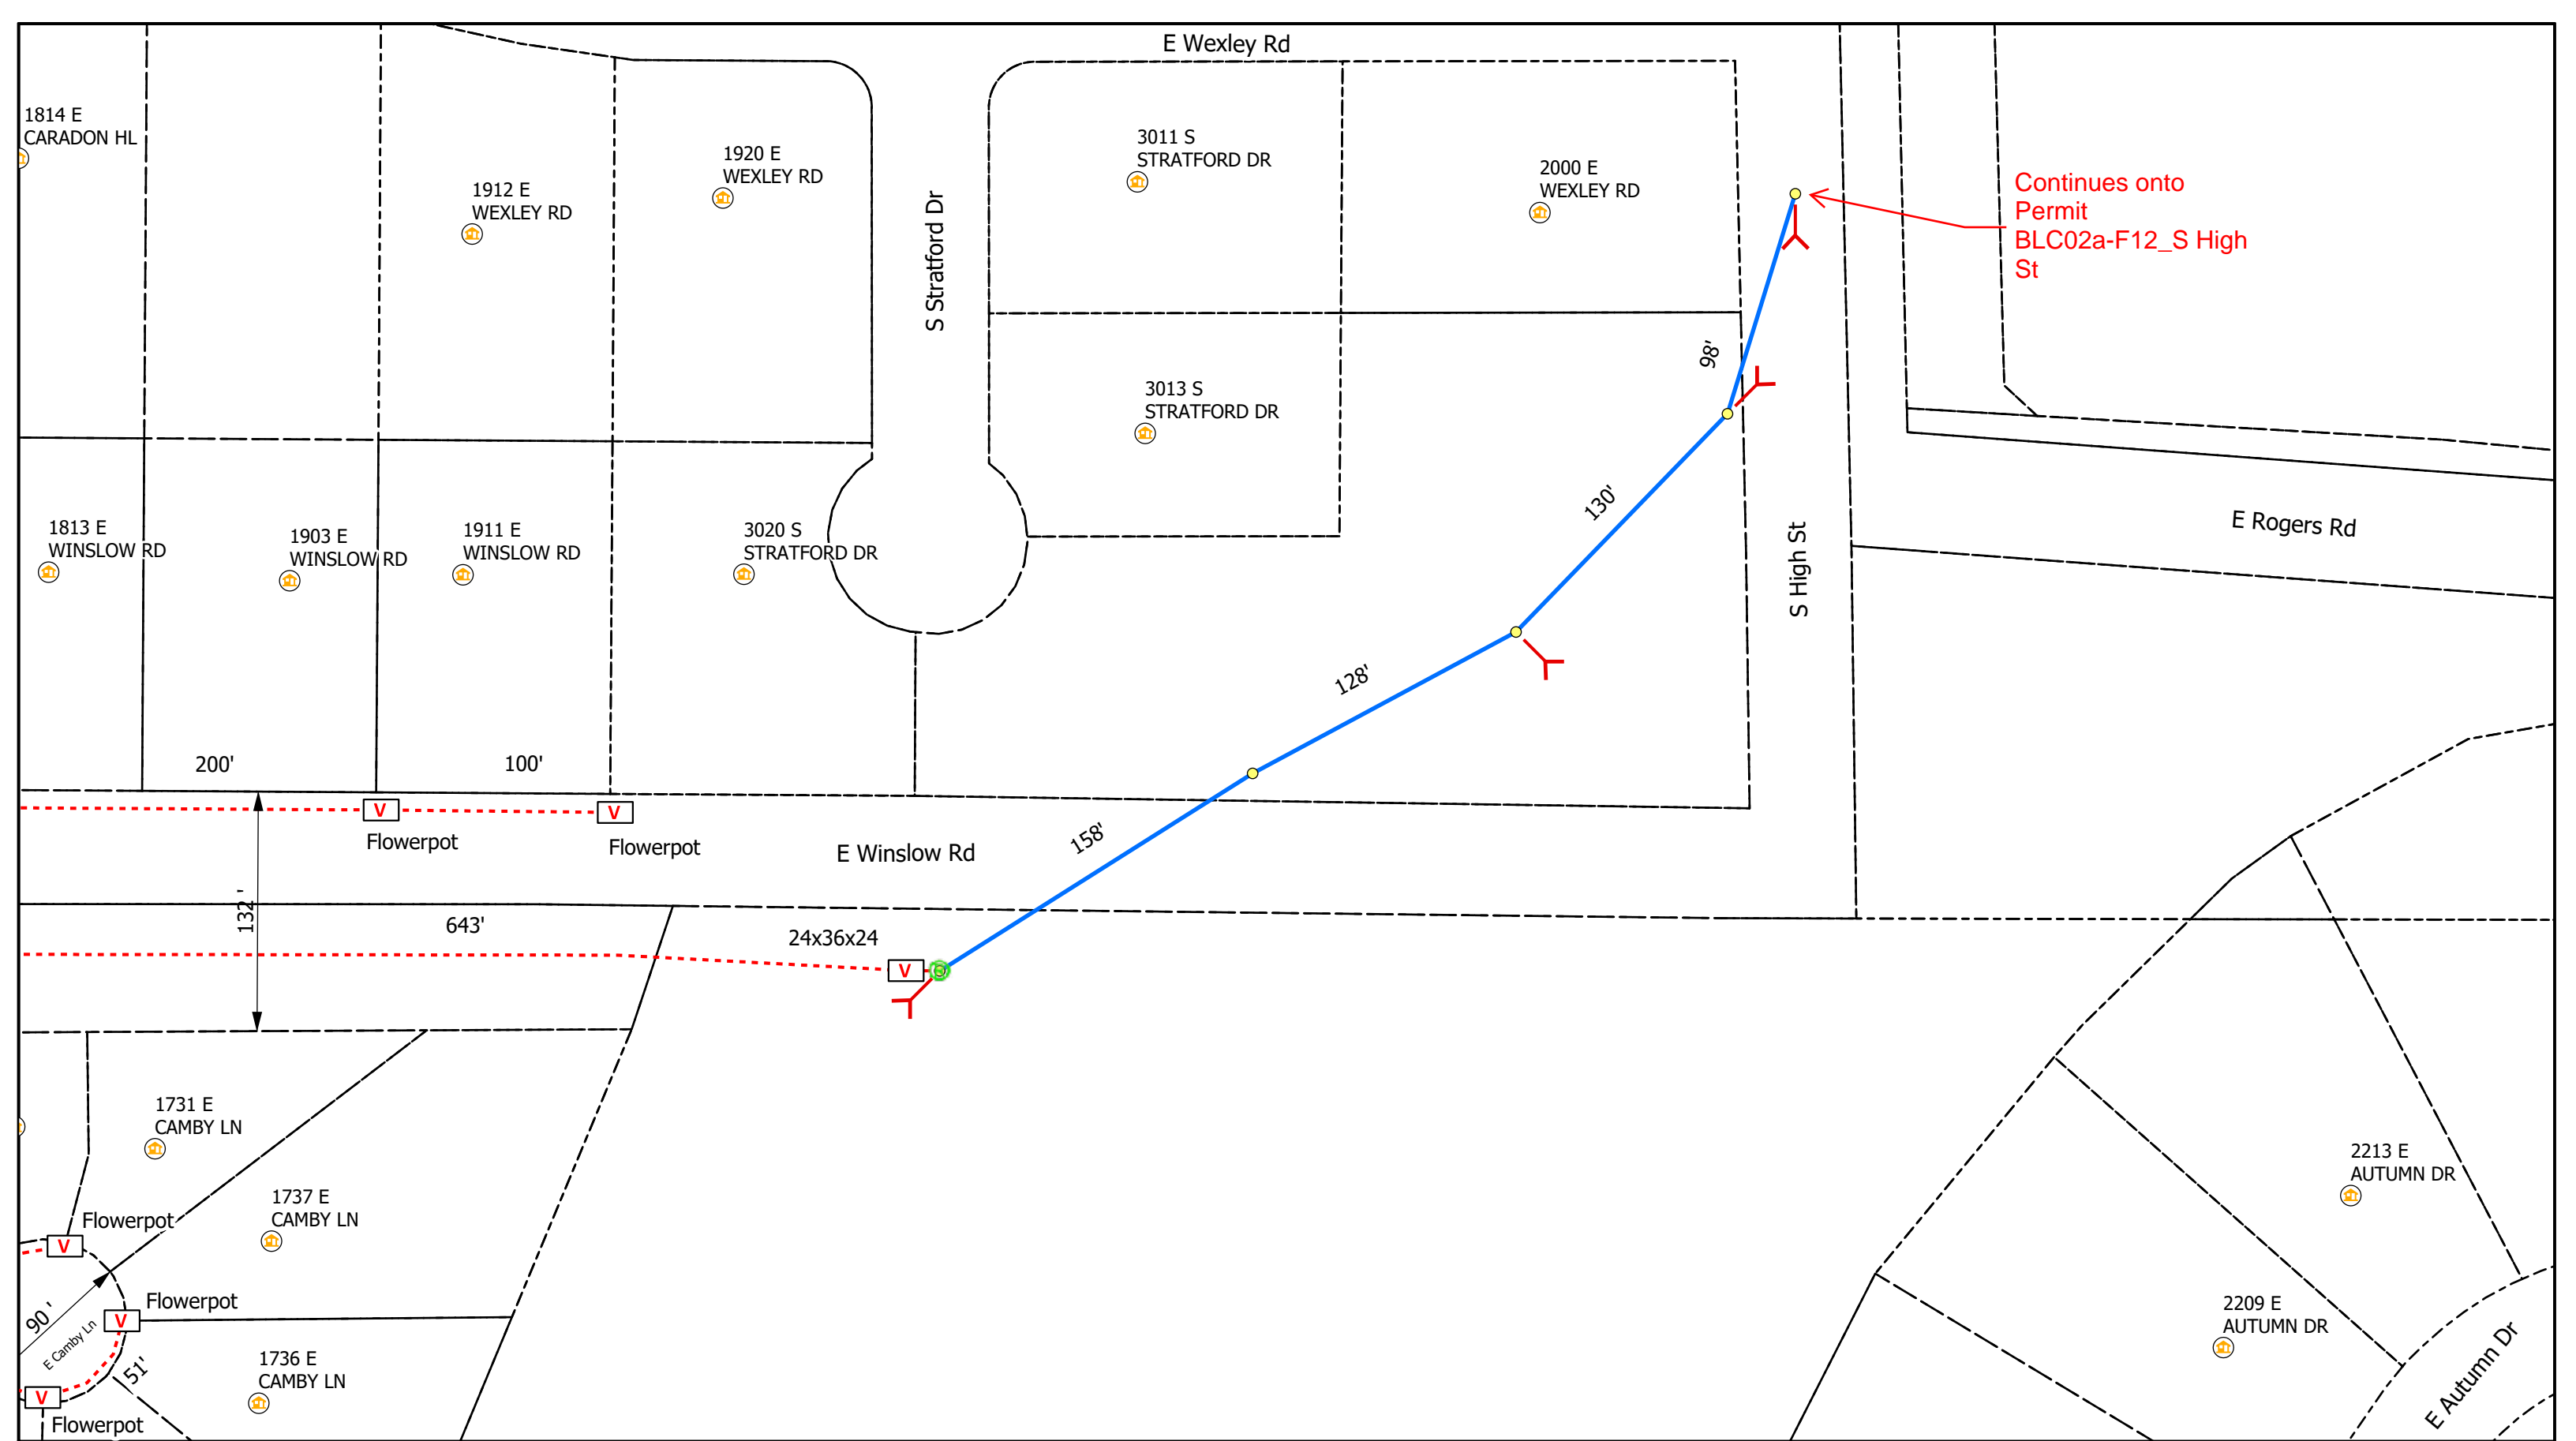 E Wexley Rd
1814 E
CARADON HL
1912 E
WEXLEY RD
1920 E
WEXLEY RD
S Stratford Dr
3011 S
STRATFORD DR
2000 E
WEXLEY RD
Continues onto
Permit
BLC02a-F12_S High
St
98'
3013 S
STRATFORD DR
130'
1813 E
WINSLOW RD
1903 E
WINSLOW RD
1911 E
WINSLOW RD
3020 S
STRATFORD DR
S High St
E Rogers Rd
128'
200'
100'
V
Flowerpot
V
Flowerpot
E Winslow Rd
158'
132 '
643'
24x36x24
V
1731 E
CAMBY LN
1737 E
CAMBY LN
Flowerpot
V
Flowerpot
V
90 '
E Camby Ln
51'
1736 E
CAMBY LN
V
Flowerpot
2213 E
AUTUMN DR
2209 E
AUTUMN DR
E Autumn Dr